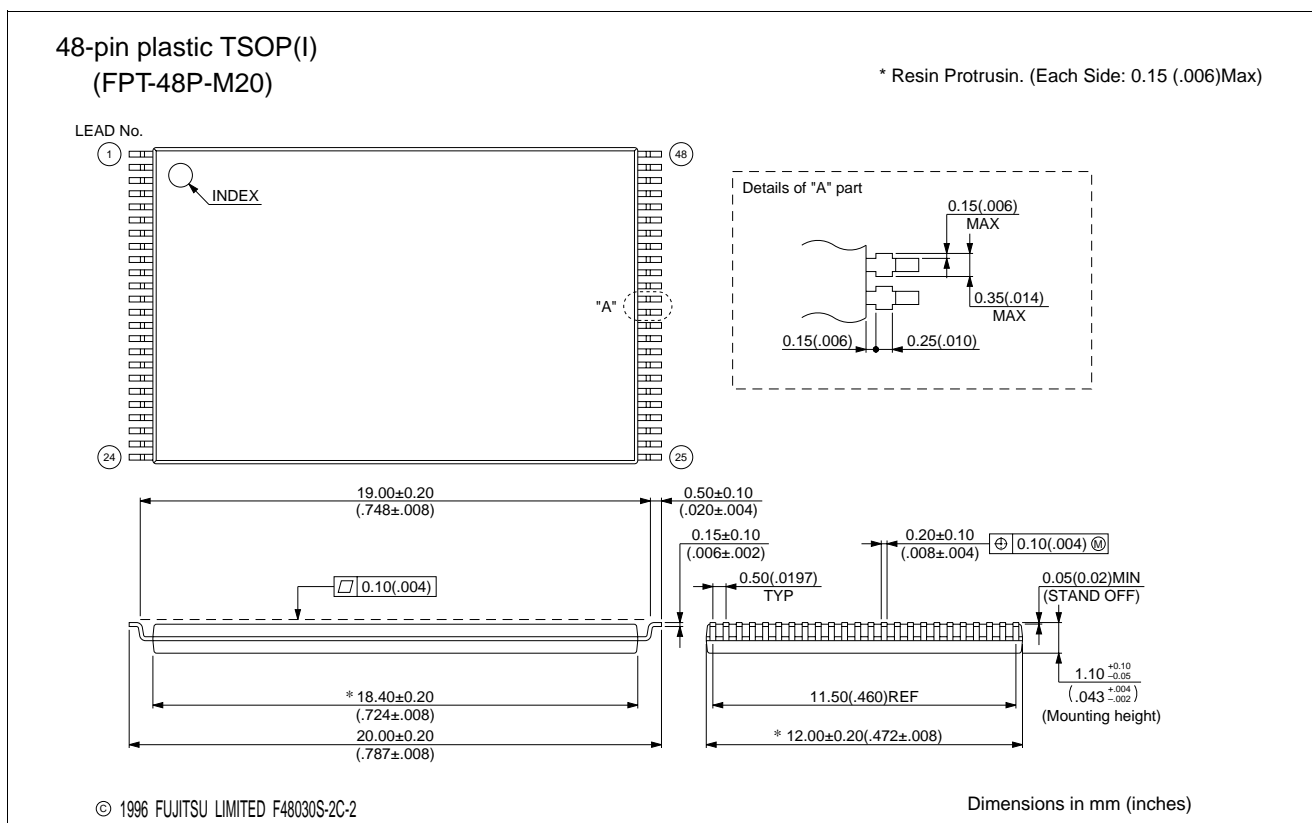 48-pin plastic TSOP(I)
(FPT-48P-M20)
* Resin Protrusin. (Each Side: 0.15 (.006)Max)
LEAD No.
1
48
INDEX
"A"
24
25
Details of "A" part
0.15(.006)
MAX
0.35(.014)
MAX
0.15(.006)
0.25(.010)
19.00±0.20
(.748±.008)
0.50±0.10
(.020±.004)
0.15±0.10
(.006±.002)
0.20±0.10
(.008±.004)
⌖ 0.10(.004) Ⓜ
0.50(.0197)
TYP
0.05(0.02)MIN
(STAND OFF)
▱ 0.10(.004)
1.10 +0.10 –0.05
(.043 +.004 –.002)
(Mounting height)
* 18.40±0.20
(.724±.008)
11.50(.460)REF
20.00±0.20
(.787±.008)
* 12.00±0.20(.472±.008)
© 1996 FUJITSU LIMITED F48030S-2C-2
Dimensions in mm (inches)